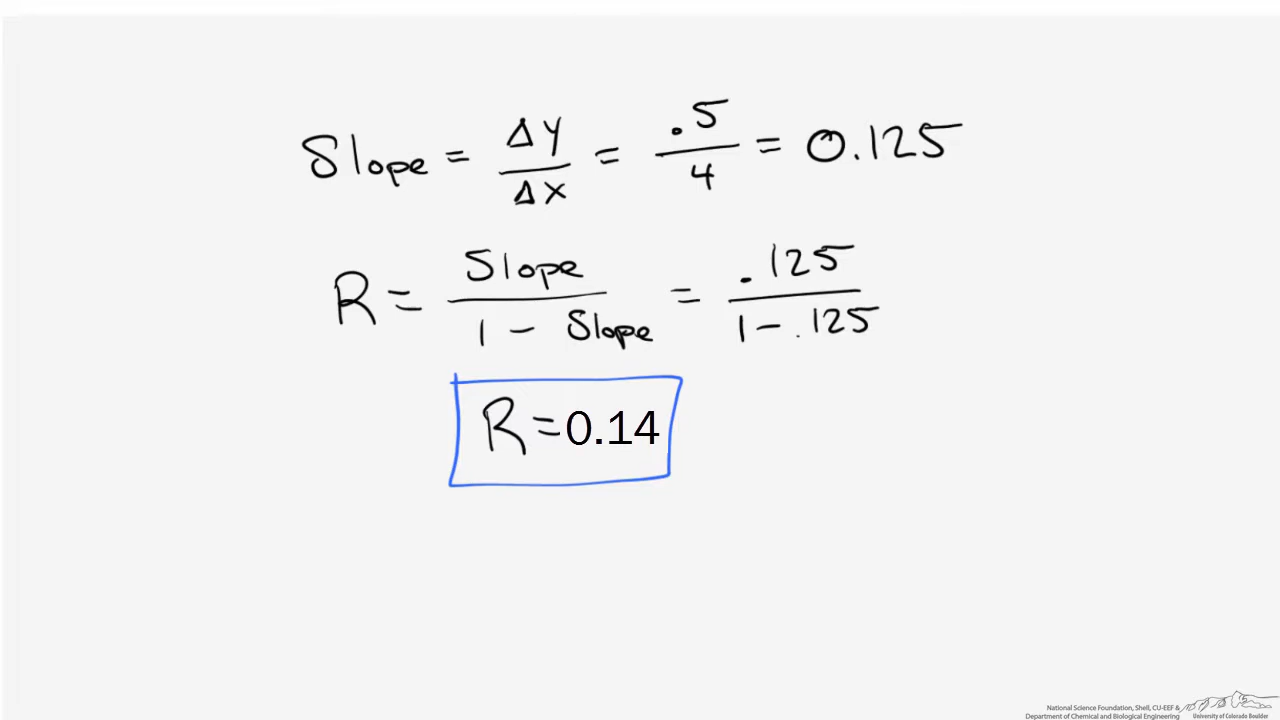 Slope = Δy/Δx = .5/4 = 0.125
R = Slope/1 - Slope = .125/1 - .125
R = 0.14
National Science Foundation, Shell, CU-EEF &
Department of Chemical and Biological Engineering
University of Colorado Boulder